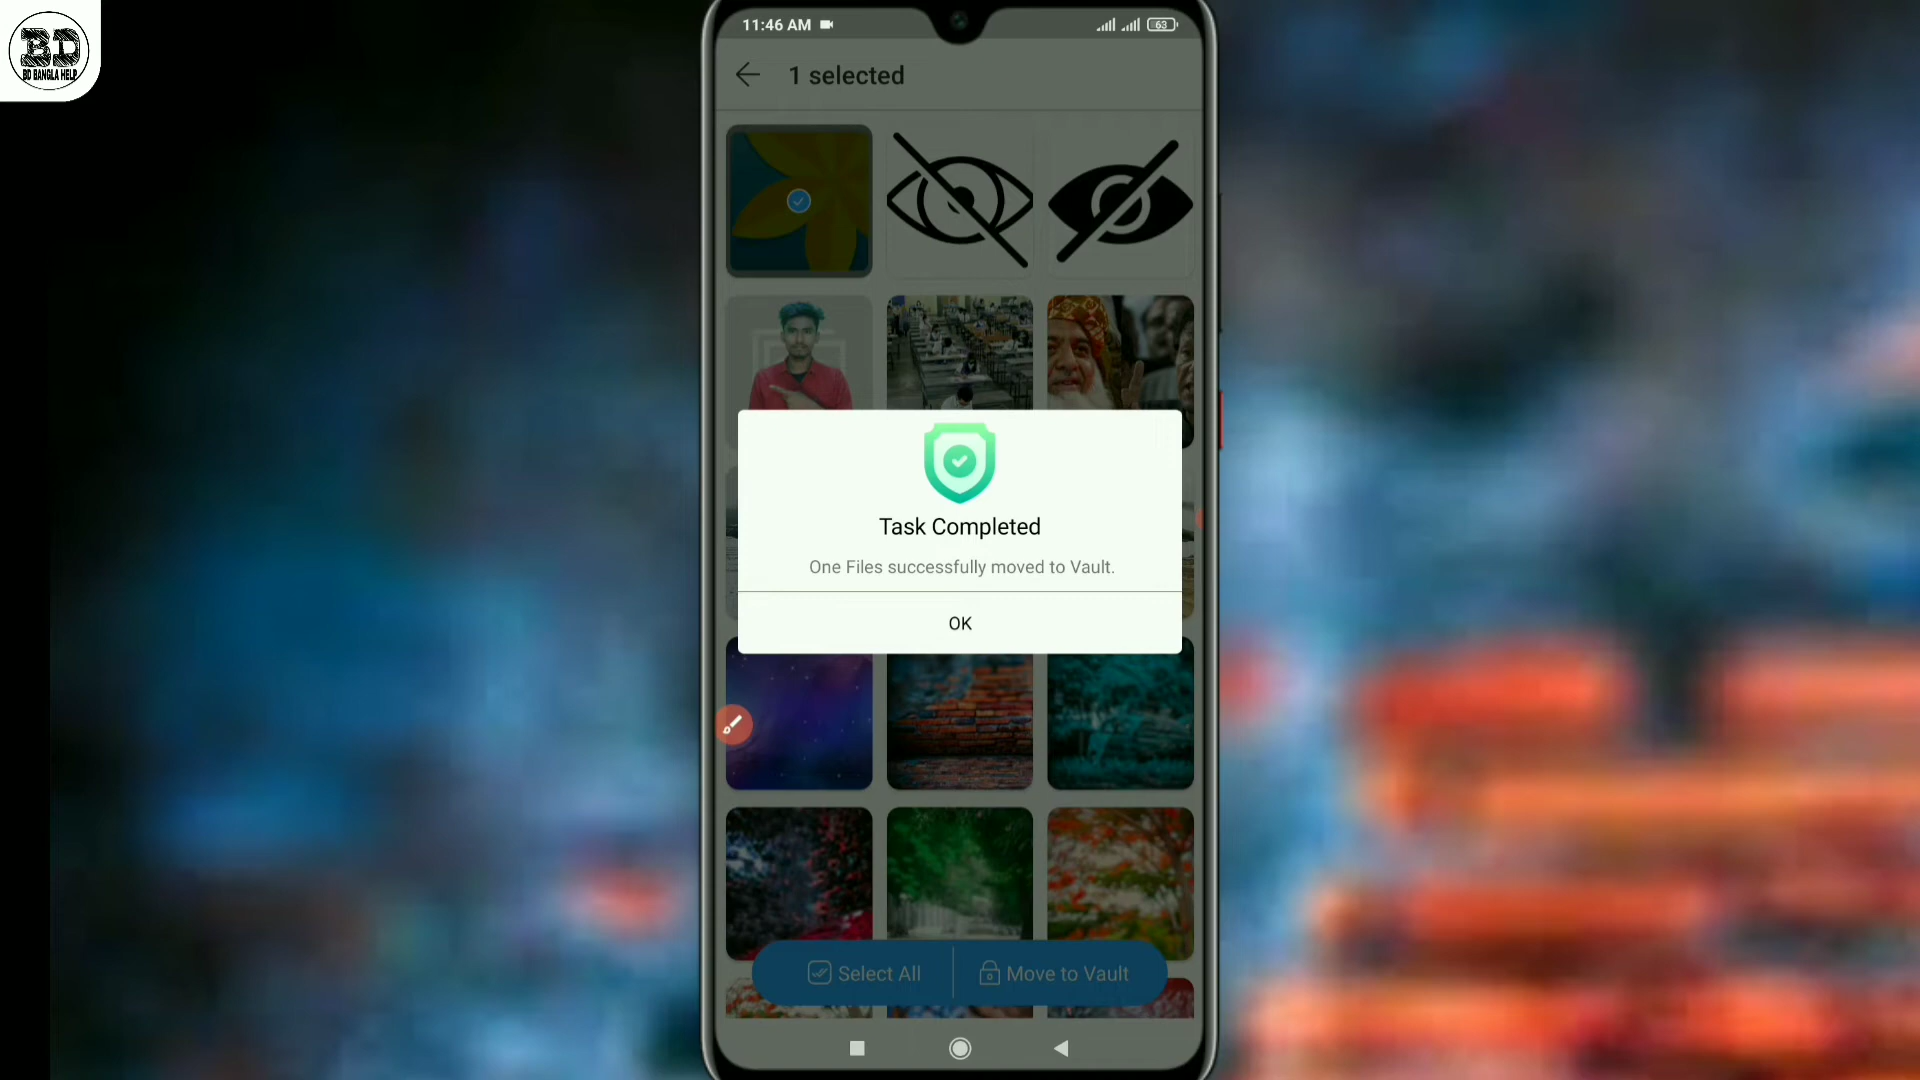 BD
BD BANGLA HELP
11:46 AM
63
1 selected
Task Completed
One Files successfully moved to Vault.
OK
Select All
Move to Vault